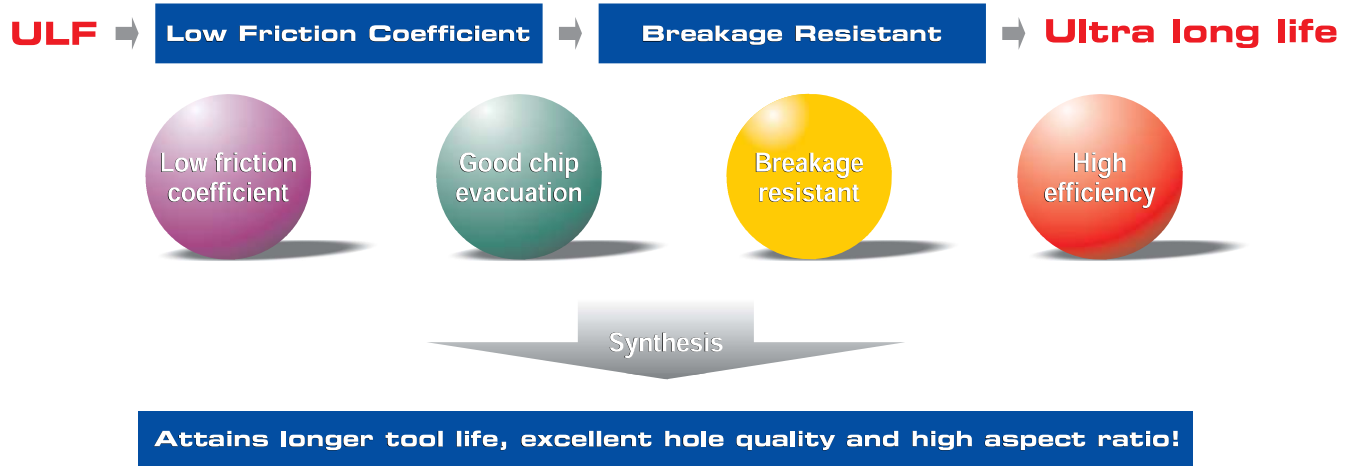 ULF
Low Friction Coefficient
Breakage Resistant
Ultra long life
Low friction
coefficient
Good chip
evacuation
Breakage
resistant
High
efficiency
Synthesis
Attains longer tool life, excellent hole quality and high aspect ratio!